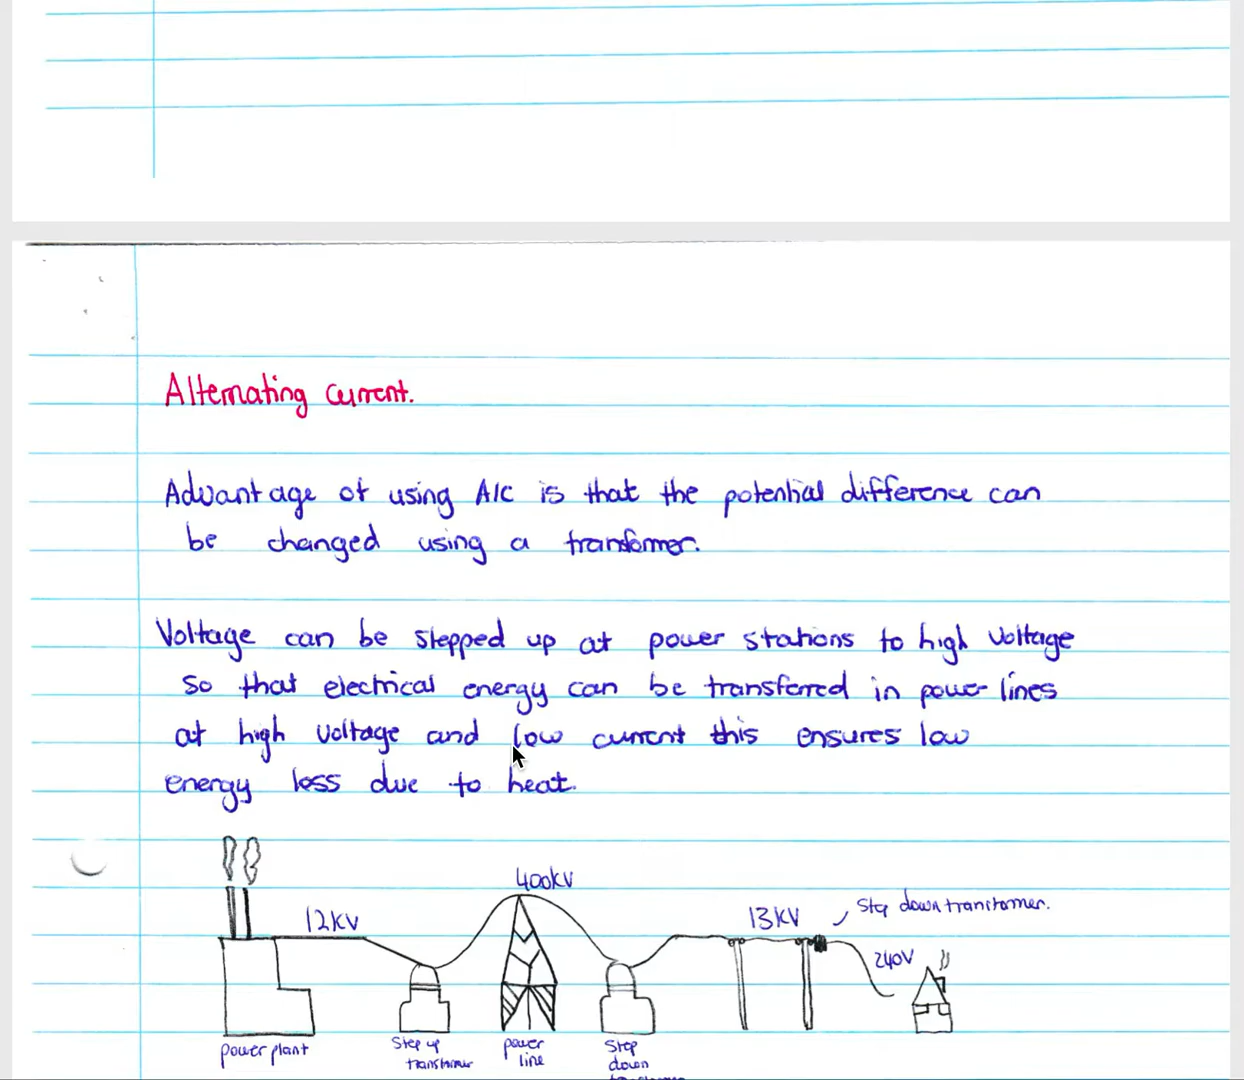 Alternating current.
Advantage of using A/C is that the potential difference can
be changed using a transformer.
Voltage can be stepped up at power stations to high voltage
so that electrical energy can be transferred in power lines
at high voltage and low current this ensures low
energy loss due to heat.
400kV
12kV
13kV
Step down transformer.
240V
power plant
Step up
transformer
power
line
Step
down